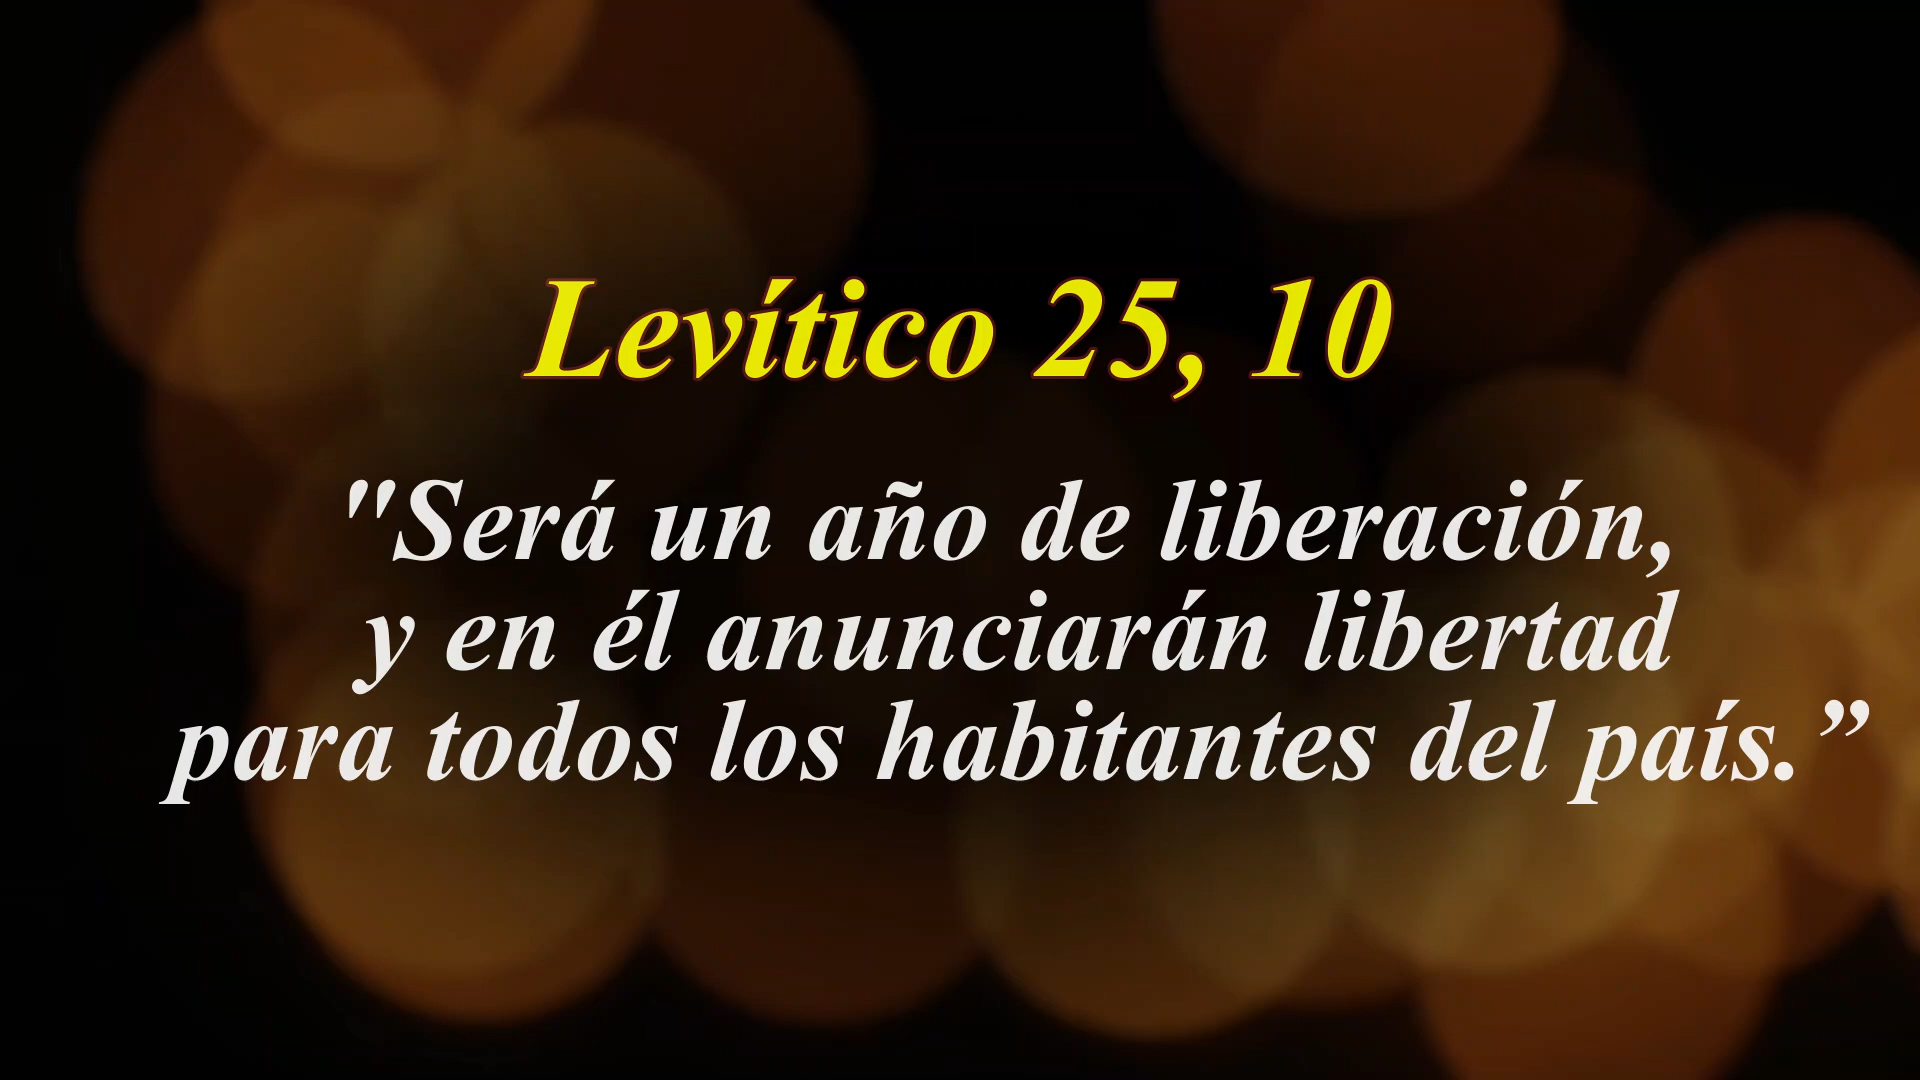 Levítico 25, 10
"Será un año de liberación,
y en él anunciarán libertad
para todos los habitantes del país.”